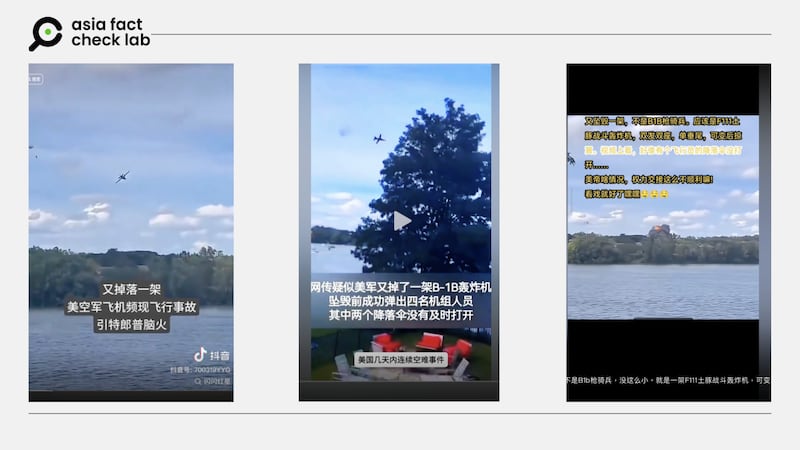 asia fact
check lab
又掉落一架
美空军飞机频现飞行事故
引特郎普脑火
抖音
抖音号:
网传疑似美军又掉了一架B-1B轰炸机
坠毁前成功弹出四名机组人员
其中两个降落伞没有及时打开
美国几天内连续空难事件
又坠毁一架，不是B1B枪骑兵，应该是F111土
豚战斗轰炸机，双发双座，单垂尾，可变后掠
翼。视频上看，好像有个飞行员的降落伞没打
开……
美帝啥情况，权力交接这么不顺利嘛!
看戏就好了嘿嘿
不是B1b枪骑兵，没这么小，就是一架F111土豚战斗轰炸机，可变